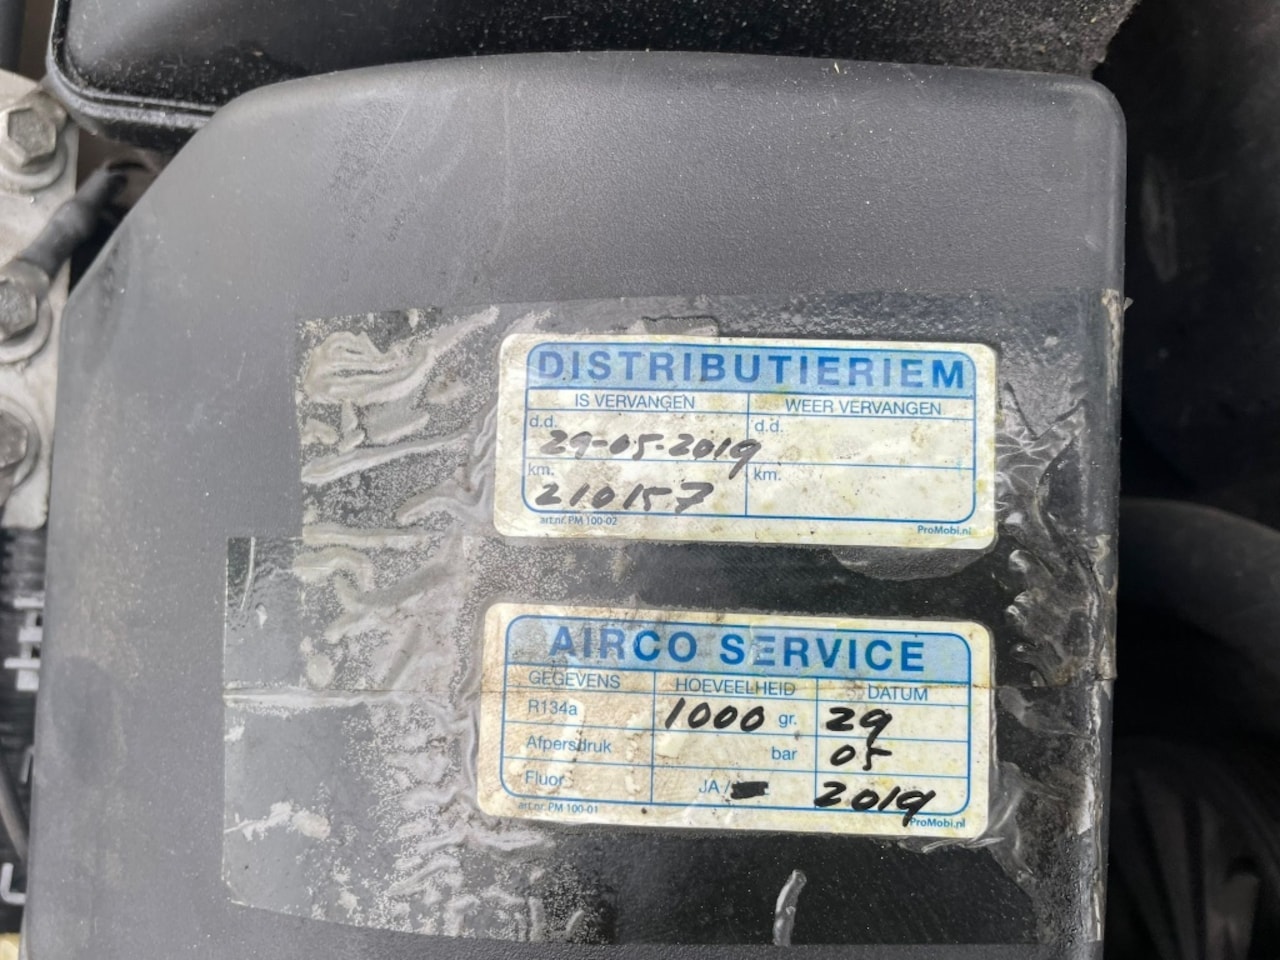 DISTRIBUTIERIEM
IS VERVANGEN WEER VERVANGEN
d.d. 29-05-2019 d.d.
km. 210157 km.
art.nr. PM 100-02 ProMobi.nl
AIRCO SERVICE
GEGEVENS HOEVEELHEID DATUM
R134a 1000 gr. 29
Afpersdruk bar 05
Fluor JA / 2019
art.nr. PM 100-01 ProMobi.nl